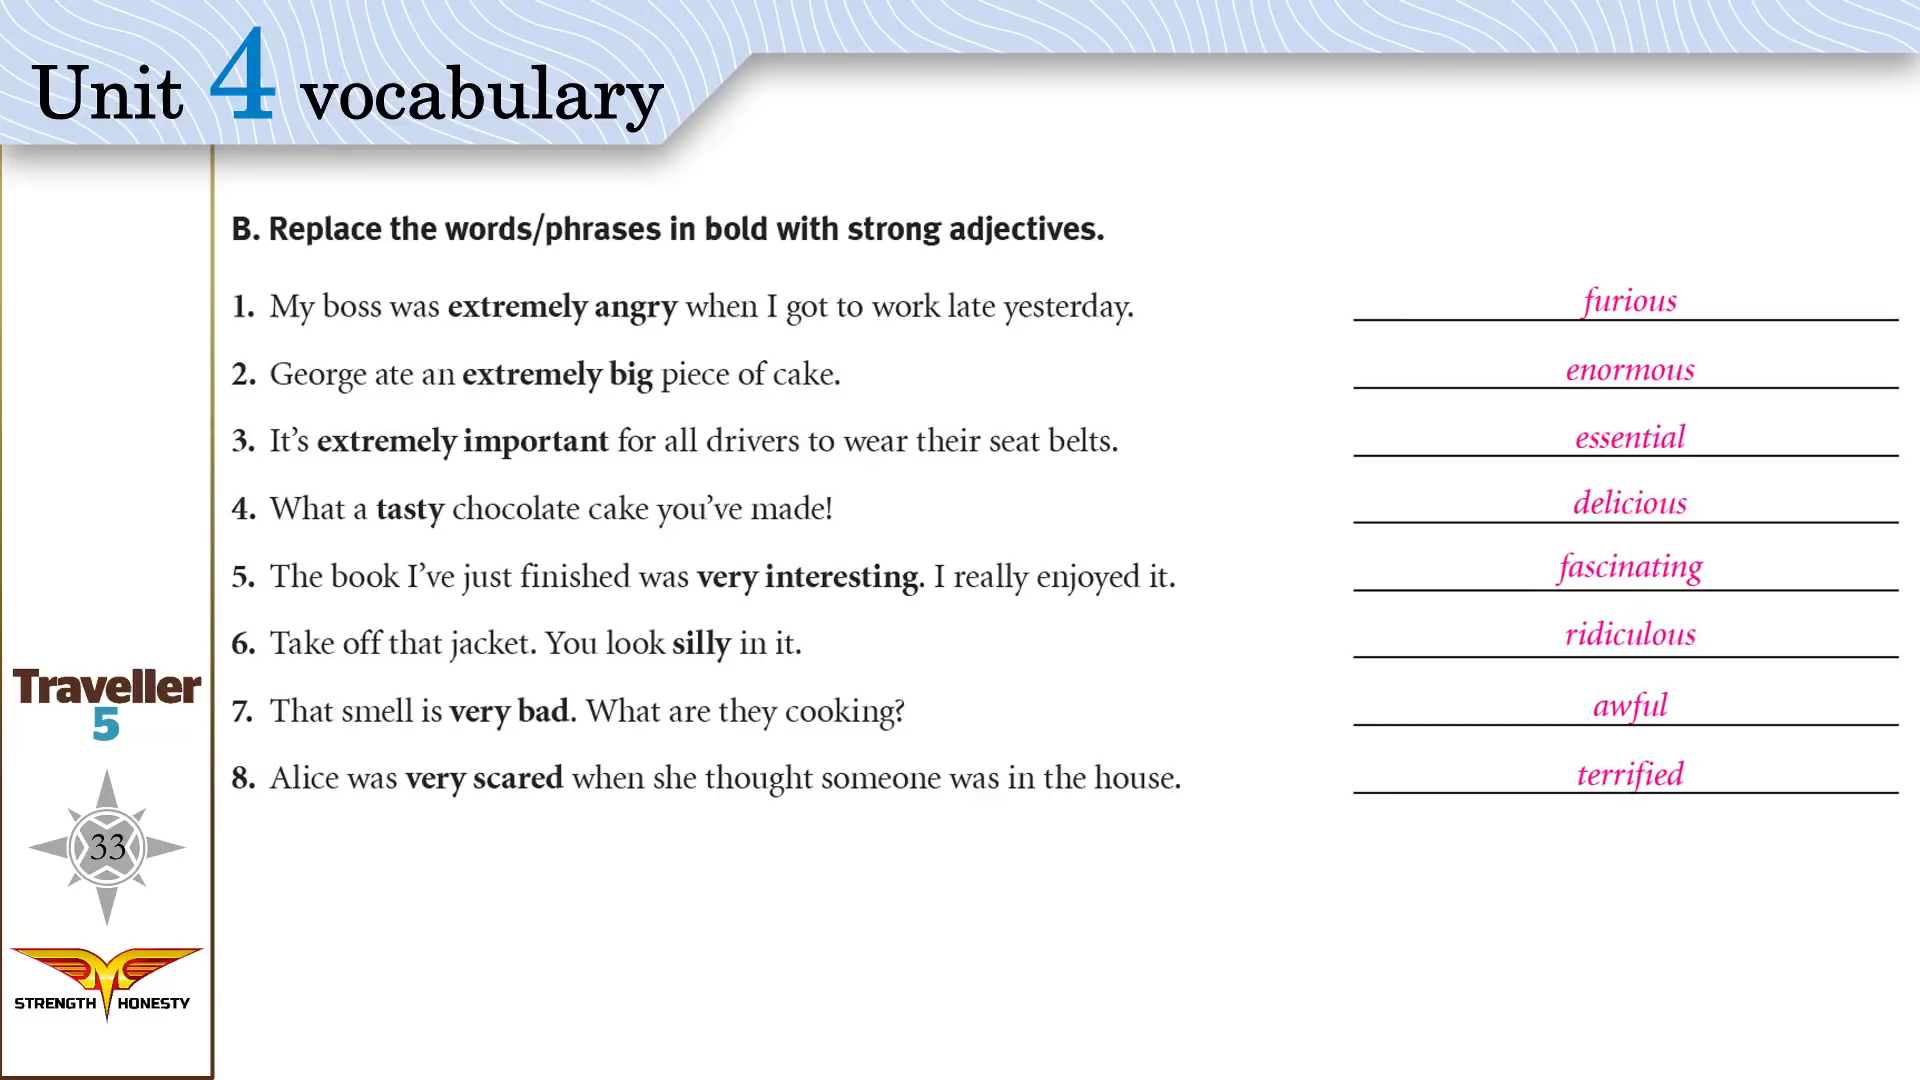 Unit 4 vocabulary
B. Replace the words/phrases in bold with strong adjectives.
1. My boss was extremely angry when I got to work late yesterday. furious
2. George ate an extremely big piece of cake. enormous
3. It's extremely important for all drivers to wear their seat belts. essential
4. What a tasty chocolate cake you've made! delicious
5. The book I've just finished was very interesting. I really enjoyed it. fascinating
6. Take off that jacket. You look silly in it. ridiculous
7. That smell is very bad. What are they cooking? awful
8. Alice was very scared when she thought someone was in the house. terrified
Traveller
5
33
STRENGTH HONESTY